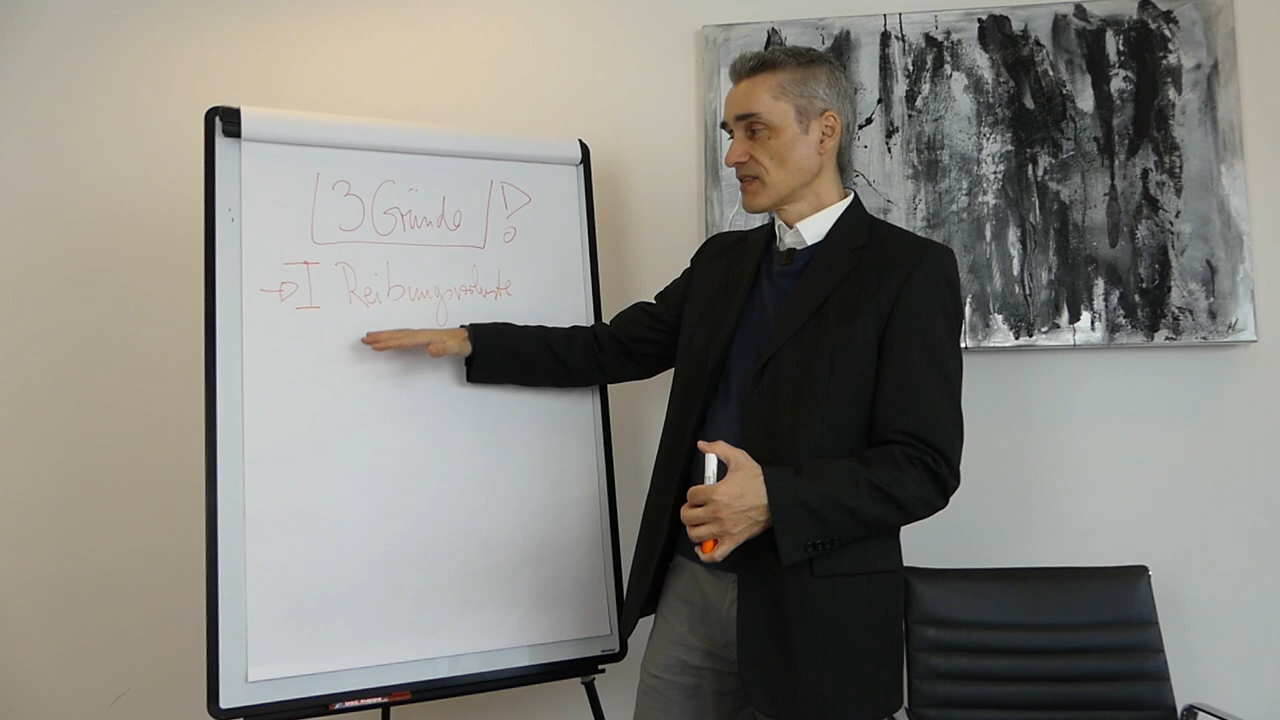 3 Gründe !
→ I Reibungsverluste